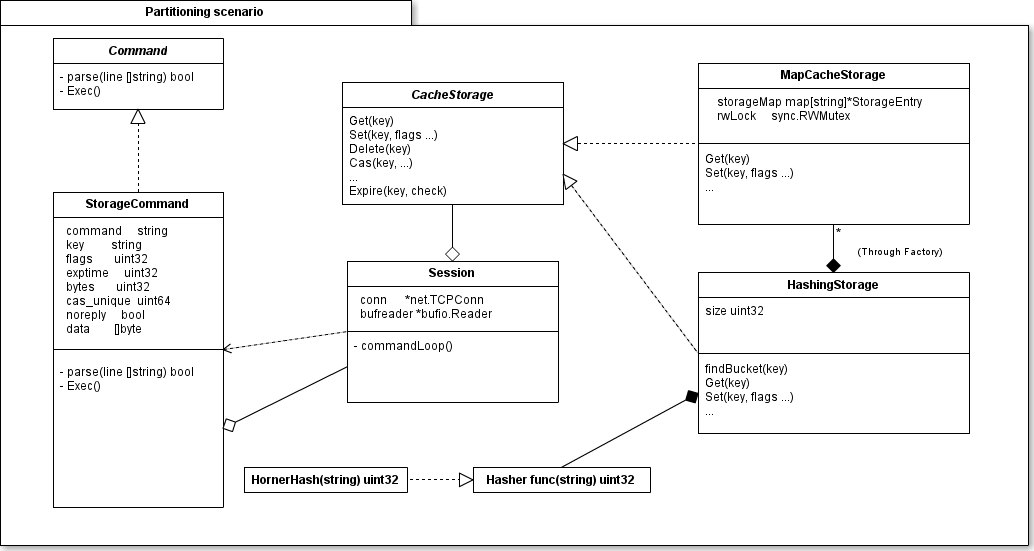 Partitioning scenario
Command
- parse(line []string) bool
- Exec()
StorageCommand
command string
key string
flags uint32
exptime uint32
bytes uint32
cas_unique uint64
noreply bool
data []byte
- parse(line []string) bool
- Exec()
CacheStorage
Get(key)
Set(key, flags ...)
Delete(key)
Cas(key, ...)
...
Expire(key, check)
Session
conn *net.TCPConn
bufreader *bufio.Reader
- commandLoop()
MapCacheStorage
storageMap map[string]*StorageEntry
rwLock sync.RWMutex
Get(key)
Set(key, flags ...)
...
*
(Through Factory)
HashingStorage
size uint32
findBucket(key)
Get(key)
Set(key, flags ...)
...
HornerHash(string) uint32
Hasher func(string) uint32